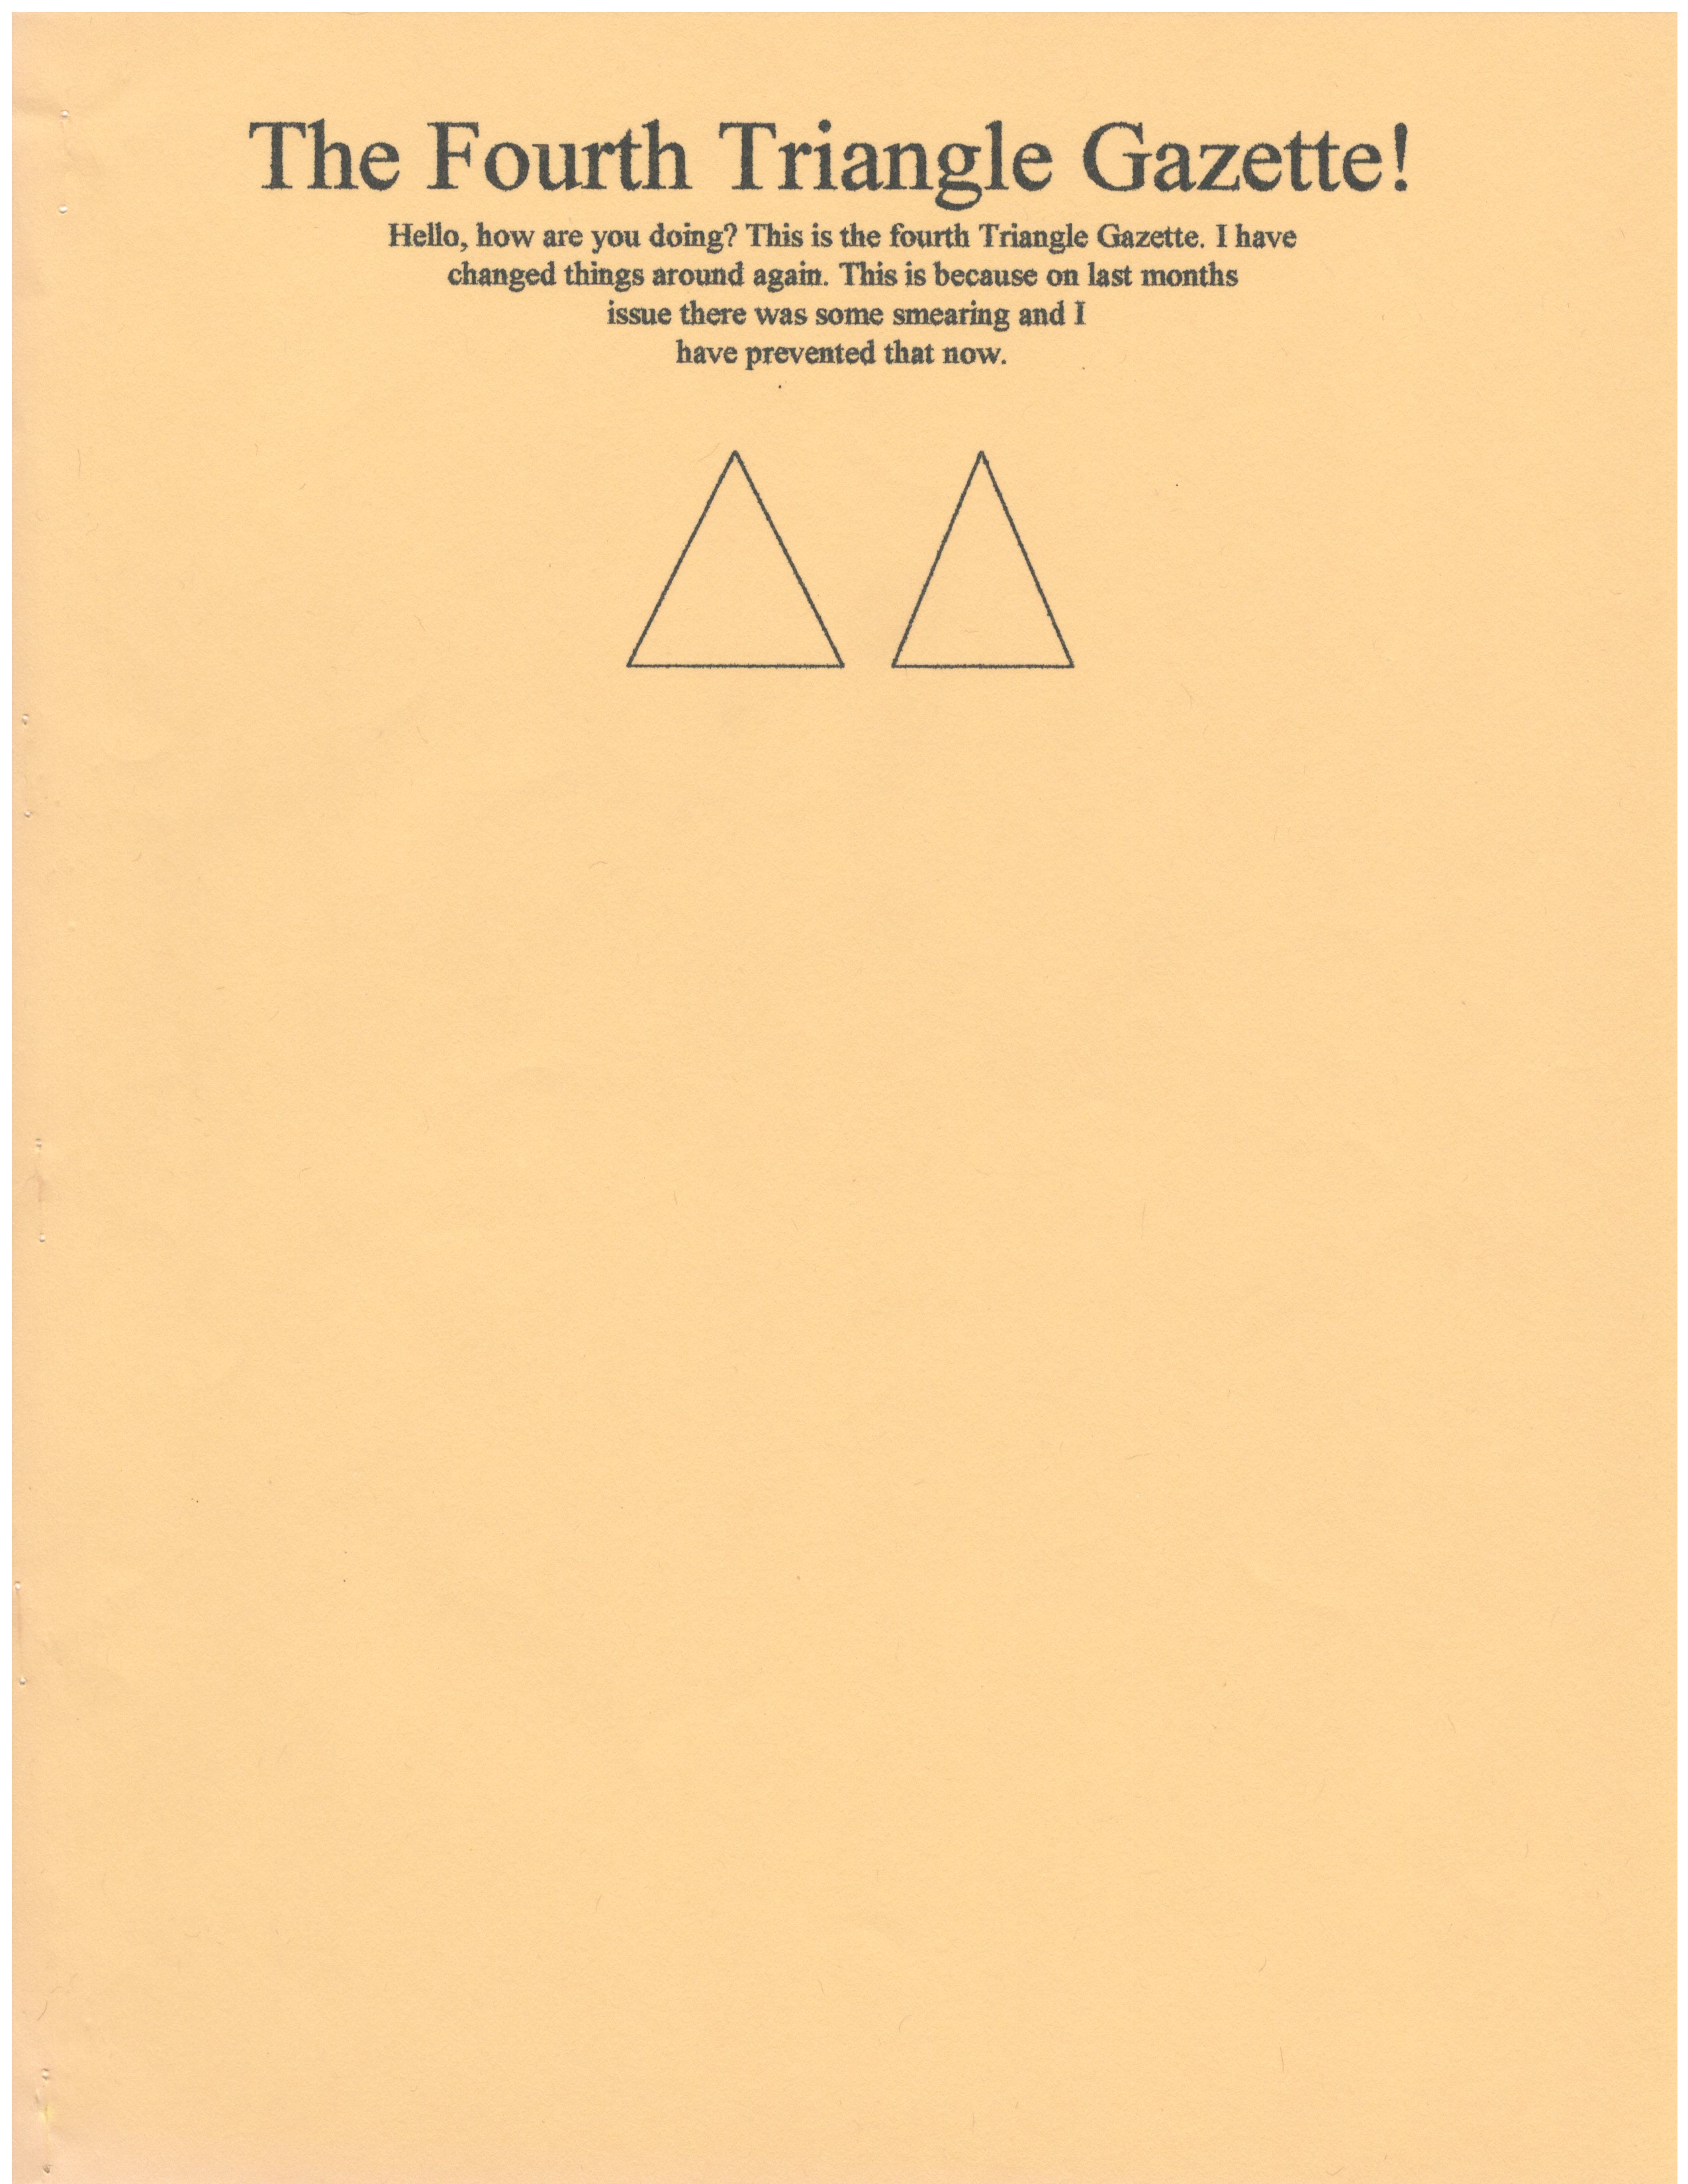 The Fourth Triangle Gazette!
Hello, how are you doing? This is the fourth Triangle Gazette. I have
changed things around again. This is because on last months
issue there was some smearing and I
have prevented that now.